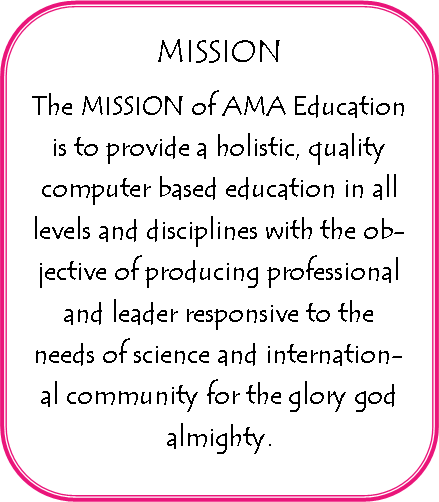 MISSION
The MISSION of AMA Education
is to provide a holistic, quality
computer based education in all
levels and disciplines with the ob-
jective of producing professional
and leader responsive to the
needs of science and internation-
al community for the glory god
almighty.